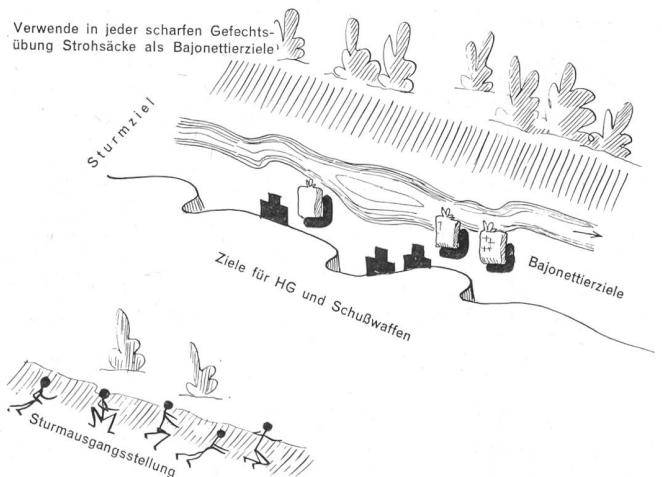 Verwende in jeder scharfen Gefechts-
übung Strohsäcke als Bajonettierziele
Sturmziel
Ziele für HG und Schußwaffen
Bajonettierziele
Sturmausgangsstellung